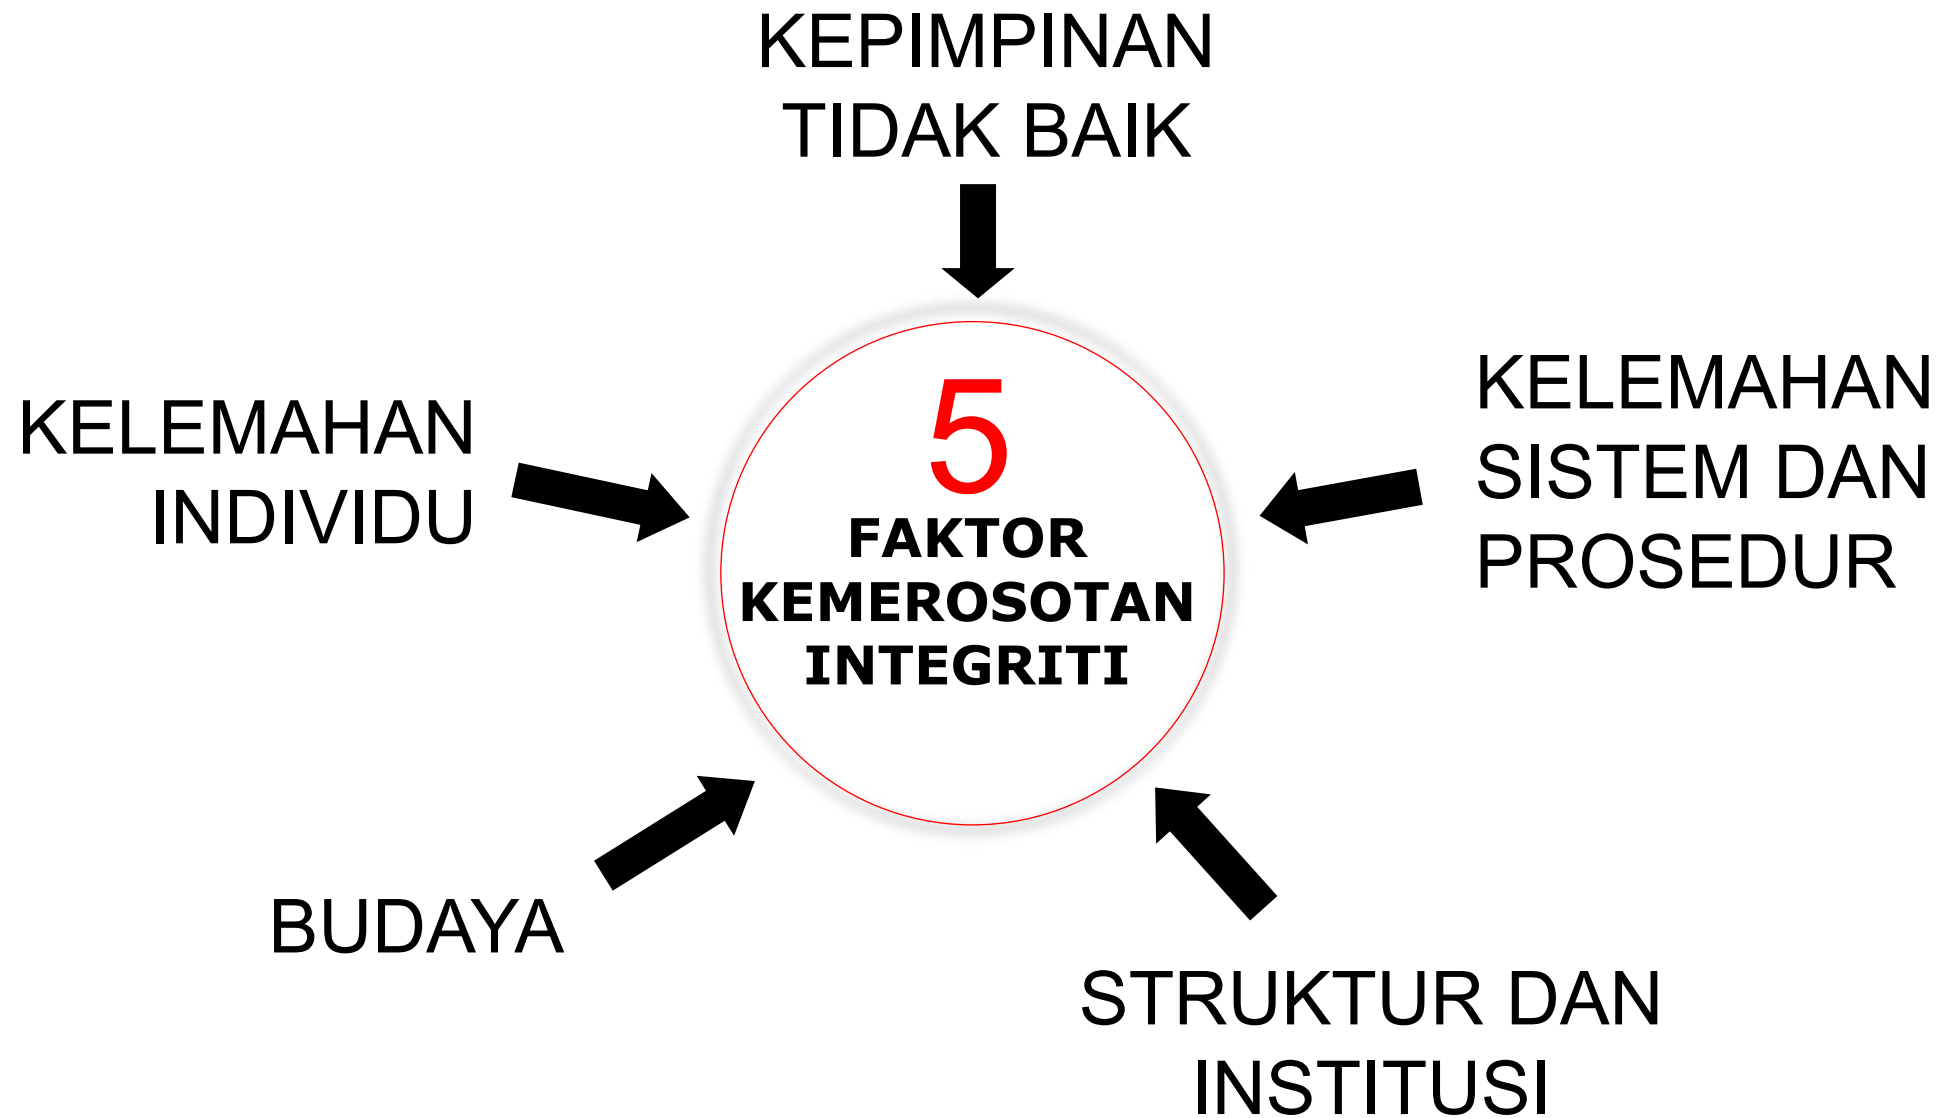 KEPIMPINAN
TIDAK BAIK
KELEMAHAN
INDIVIDU
5
FAKTOR
KEMEROSOTAN
INTEGRITI
KELEMAHAN
SISTEM DAN
PROSEDUR
BUDAYA
STRUKTUR DAN
INSTITUSI